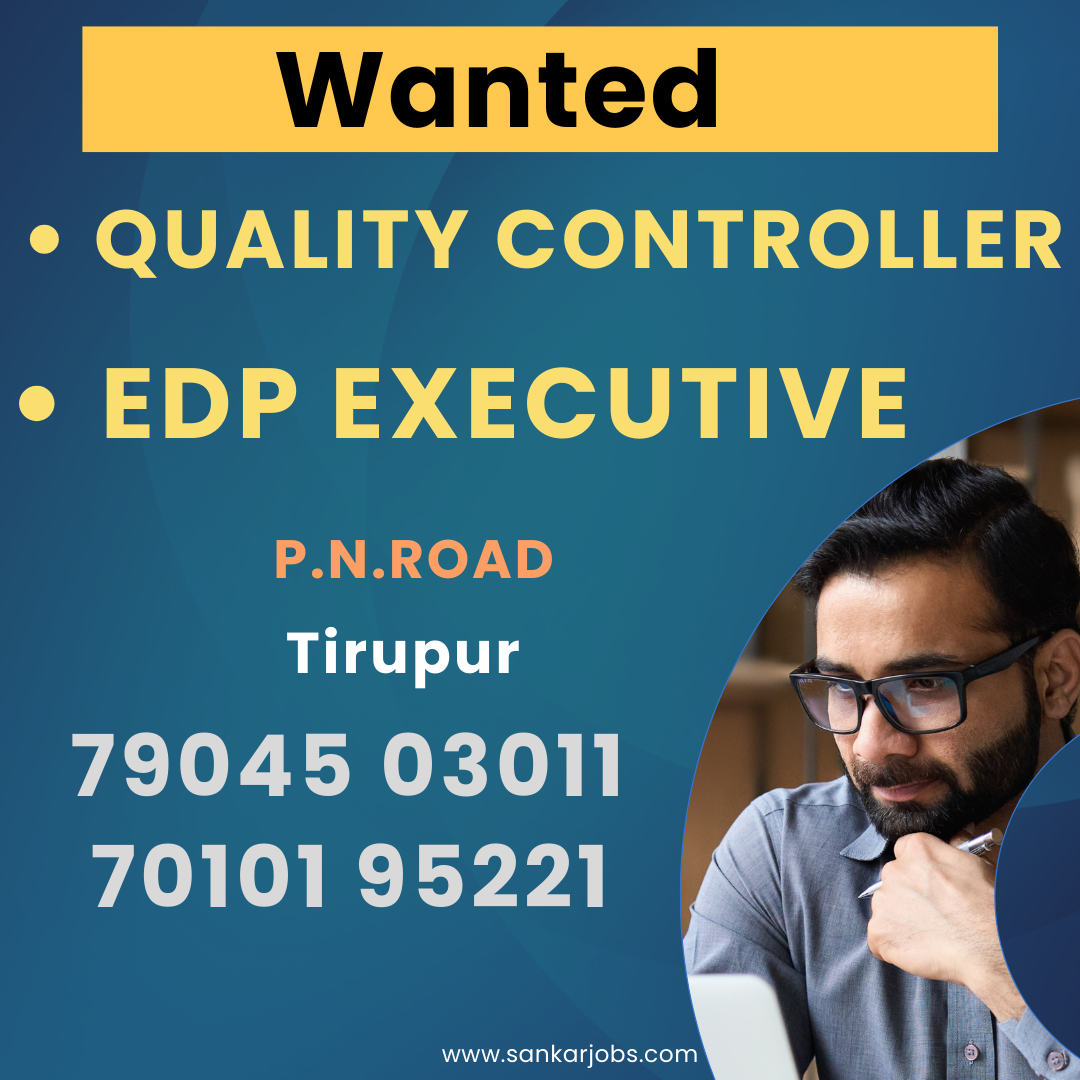 Wanted
• QUALITY CONTROLLER
• EDP EXECUTIVE
P.N.ROAD
Tirupur
79045 03011
70101 95221
www.sankarjobs.com